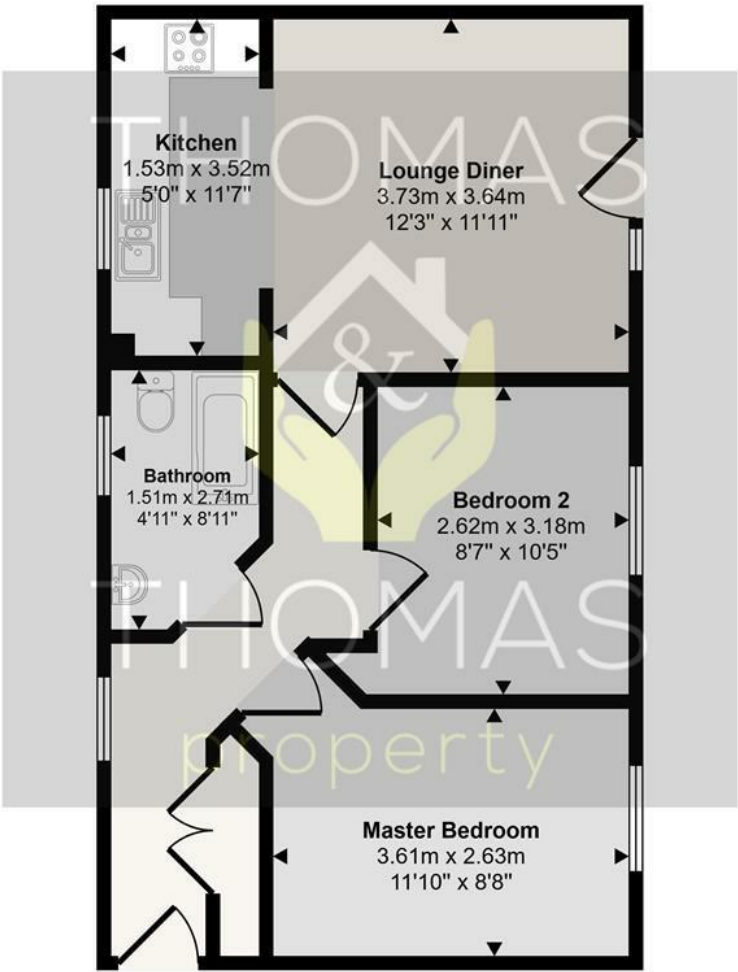 Kitchen
1.53m x 3.52m
5'0" x 11'7"
Lounge Diner
3.73m x 3.64m
12'3" x 11'11"
THOMAS
&
Bathroom
1.51m x 2.71m
4'11" x 8'11"
Bedroom 2
2.62m x 3.18m
8'7" x 10'5"
THOMAS
property
Master Bedroom
3.61m x 2.63m
11'10" x 8'8"